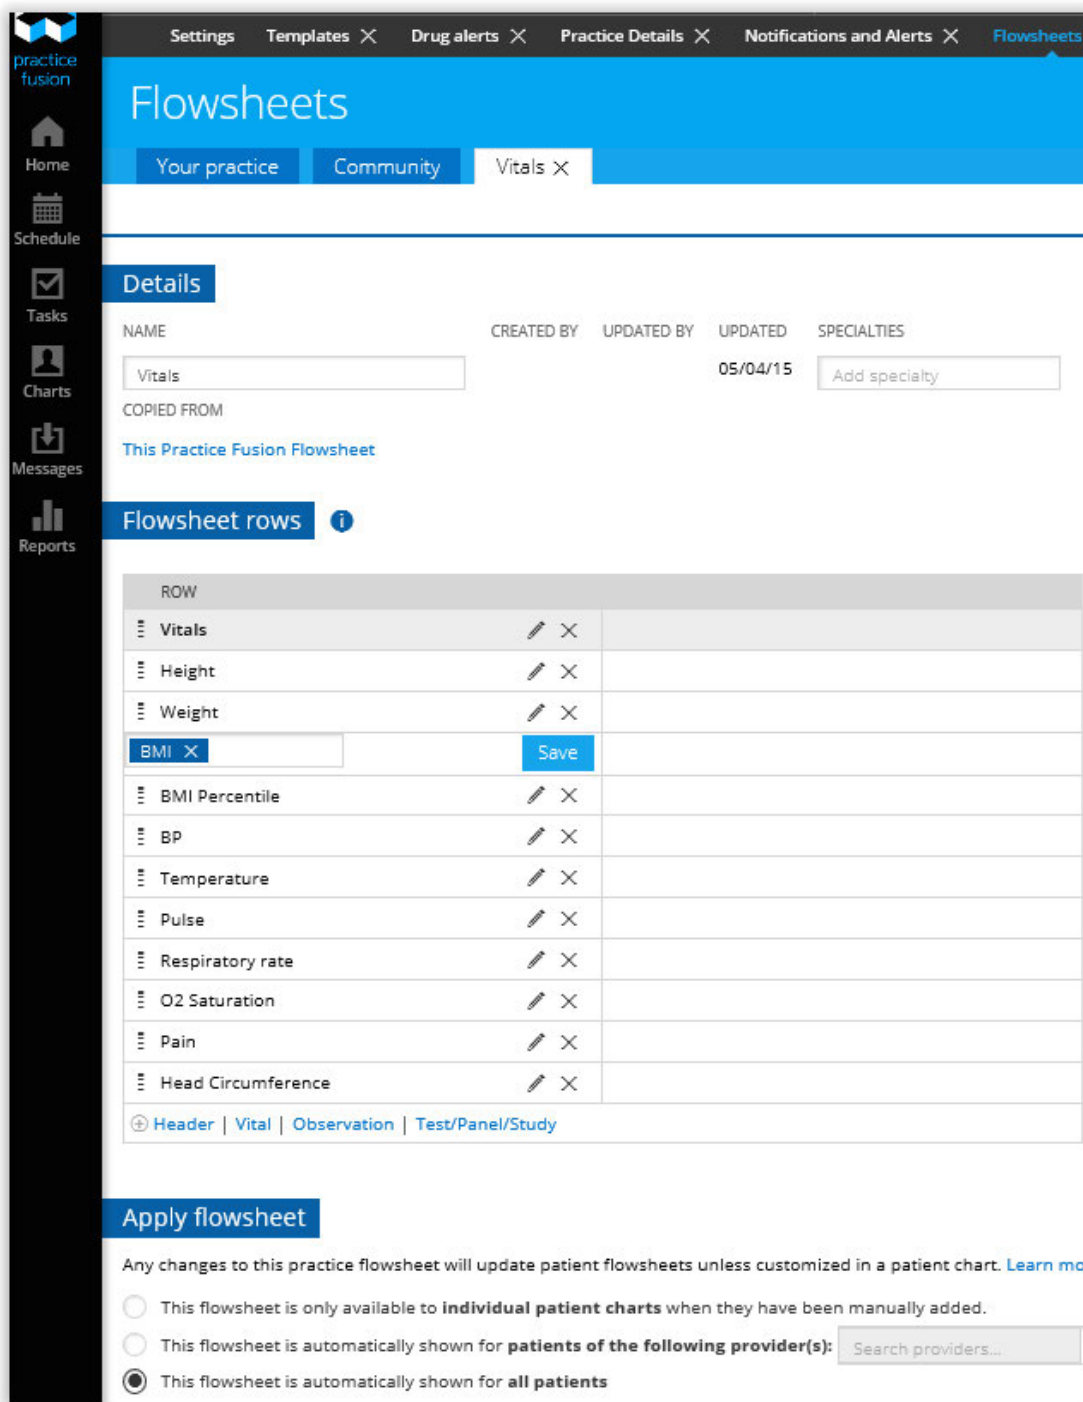 practice
fusion
Settings Templates Drug alerts Practice Details Notifications and Alerts Flowsheets
Flowsheets
Your practice Community Vitals
Home
Schedule
Tasks
Charts
Messages
Reports
Details
NAME CREATED BY UPDATED BY UPDATED SPECIALTIES
Vitals 05/04/15 Add specialty
COPIED FROM
This Practice Fusion Flowsheet
Flowsheet rows i
ROW
Vitals
Height
Weight
BMI Save
BMI Percentile
BP
Temperature
Pulse
Respiratory rate
O2 Saturation
Pain
Head Circumference
Header | Vital | Observation | Test/Panel/Study
Apply flowsheet
Any changes to this practice flowsheet will update patient flowsheets unless customized in a patient chart. Learn mo
This flowsheet is only available to individual patient charts when they have been manually added.
This flowsheet is automatically shown for patients of the following provider(s): Search providers...
This flowsheet is automatically shown for all patients